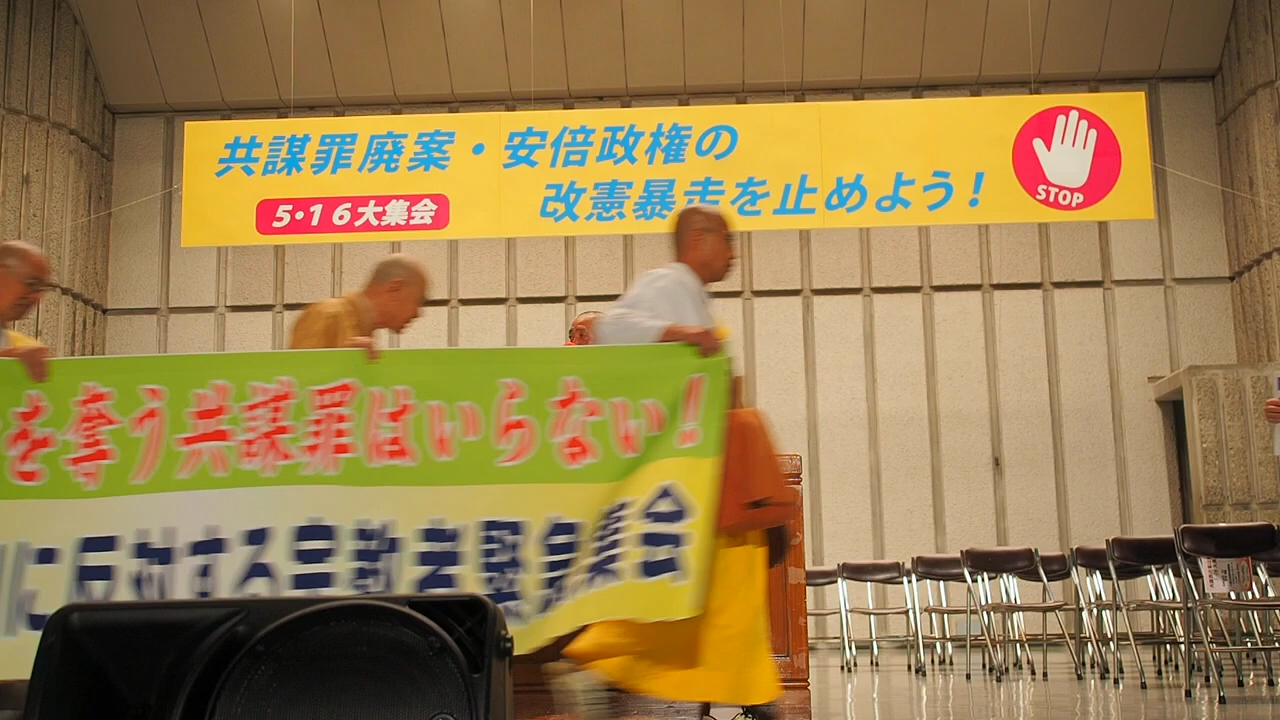 共謀罪廃案・安倍政権の
改憲暴走を止めよう！
5・16大集会
STOP
を奪う共謀罪はいらない！
に反対する宗教者緊急集会